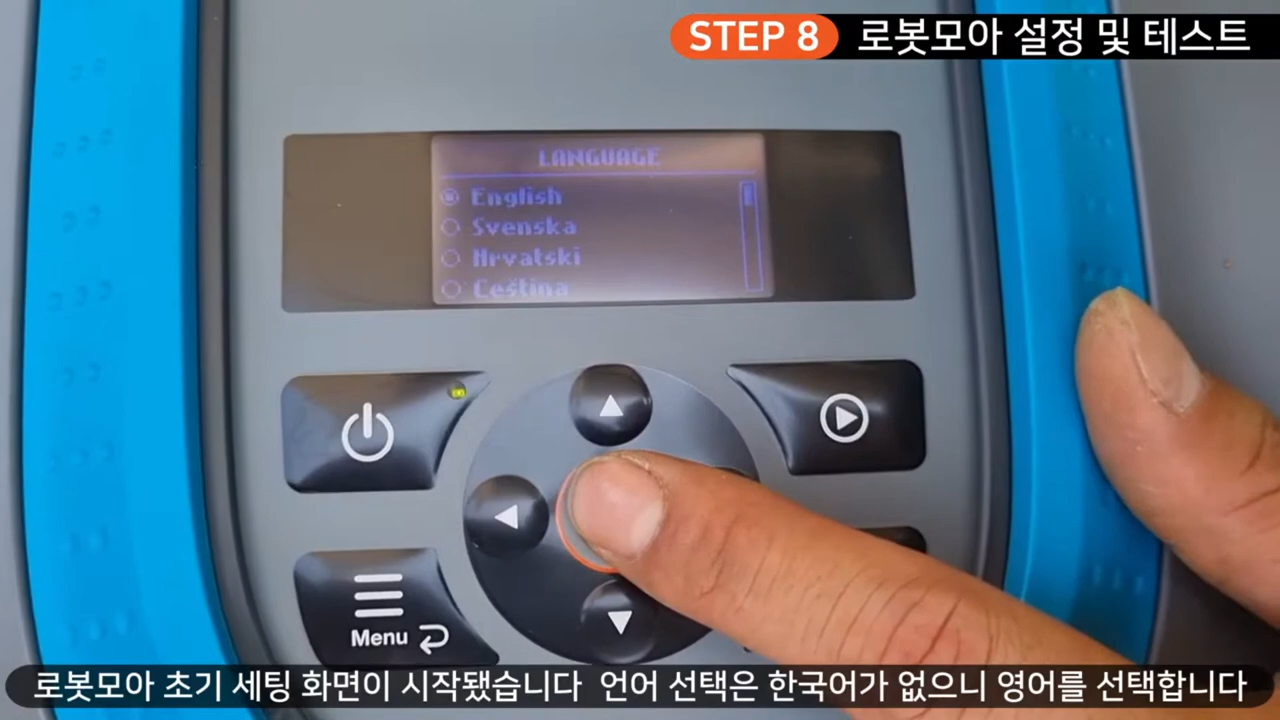 STEP 8 로봇모아 설정 및 테스트
LANGUAGE
English
Svenska
Hrvatski
Čeština
Menu
로봇모아 초기 세팅 화면이 시작됐습니다 언어 선택은 한국어가 없으니 영어를 선택합니다